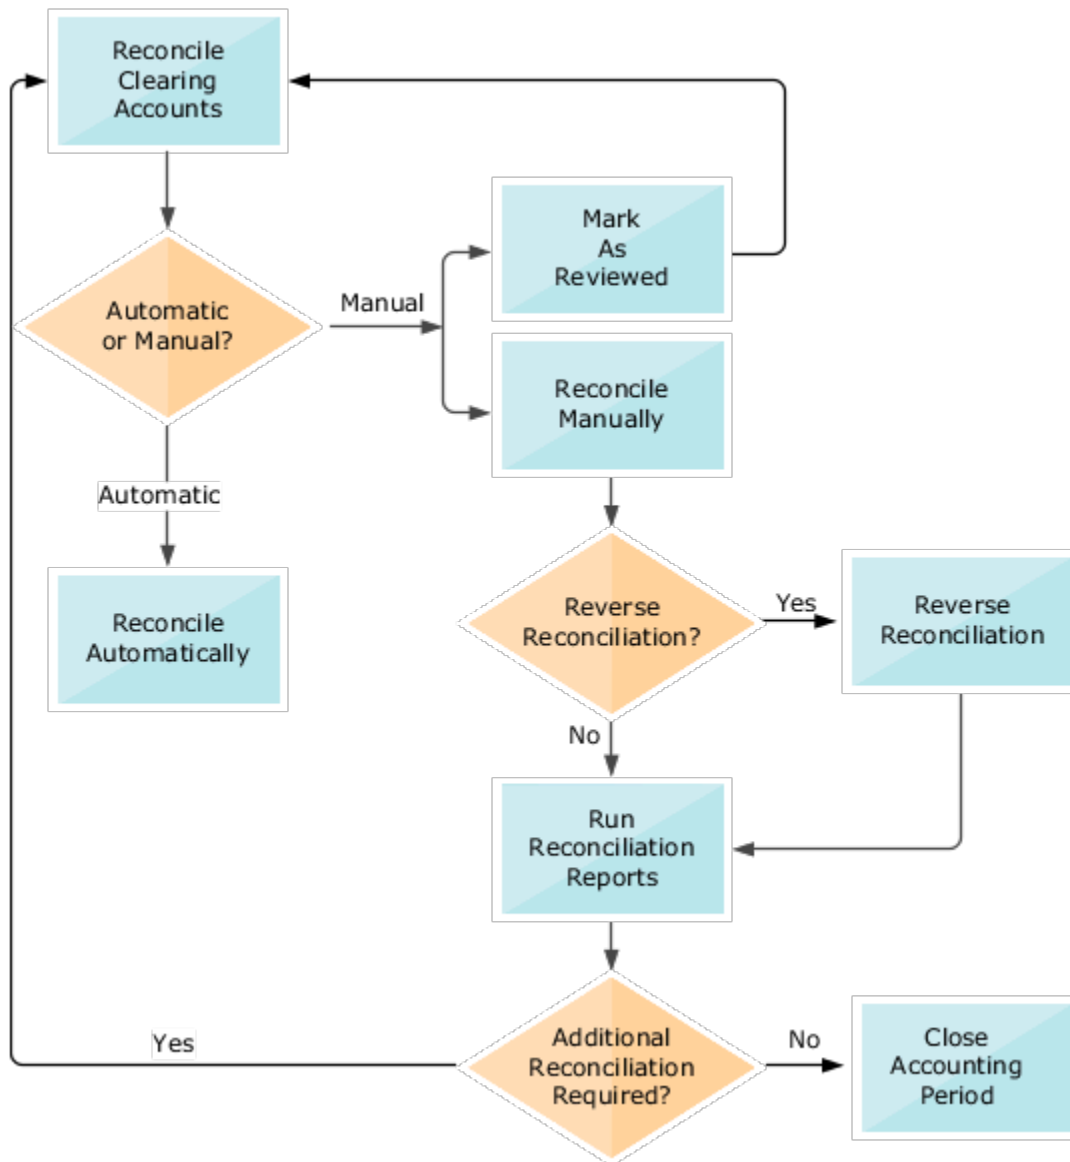 Reconcile
Clearing
Accounts
Mark
As
Reviewed
Automatic
or Manual?
Manual
Reconcile
Manually
Automatic
Reconcile
Automatically
Reverse
Reconciliation?
Yes
Reverse
Reconciliation
No
Run
Reconciliation
Reports
Additional
Reconciliation
Required?
Yes
No
Close
Accounting
Period